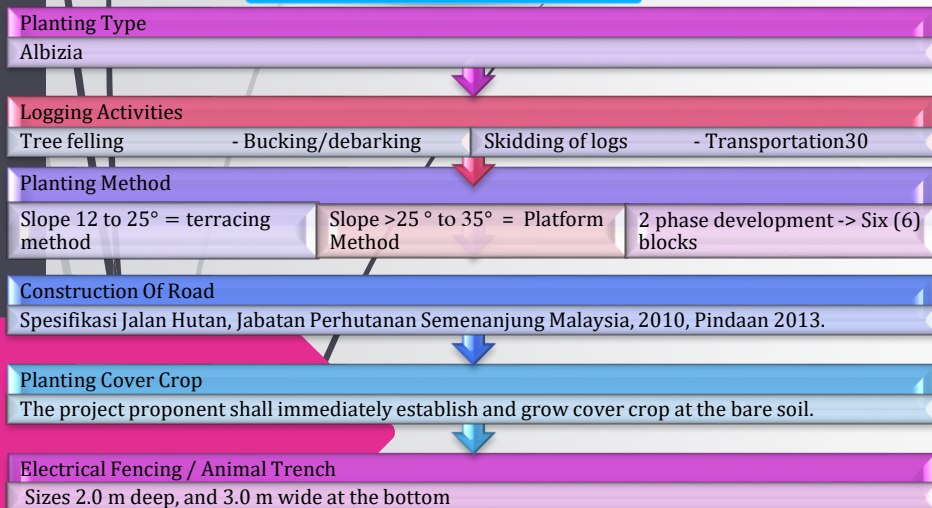 Planting Type
Albizia
Logging Activities
Tree felling - Bucking/debarking
Skidding of logs - Transportation30
Planting Method
Slope 12 to 25° = terracing
method
Slope >25 ° to 35° = Platform
Method
2 phase development -> Six (6)
blocks
Construction Of Road
Spesifikasi Jalan Hutan, Jabatan Perhutanan Semenanjung Malaysia, 2010, Pindaan 2013.
Planting Cover Crop
The project proponent shall immediately establish and grow cover crop at the bare soil.
Electrical Fencing / Animal Trench
Sizes 2.0 m deep, and 3.0 m wide at the bottom